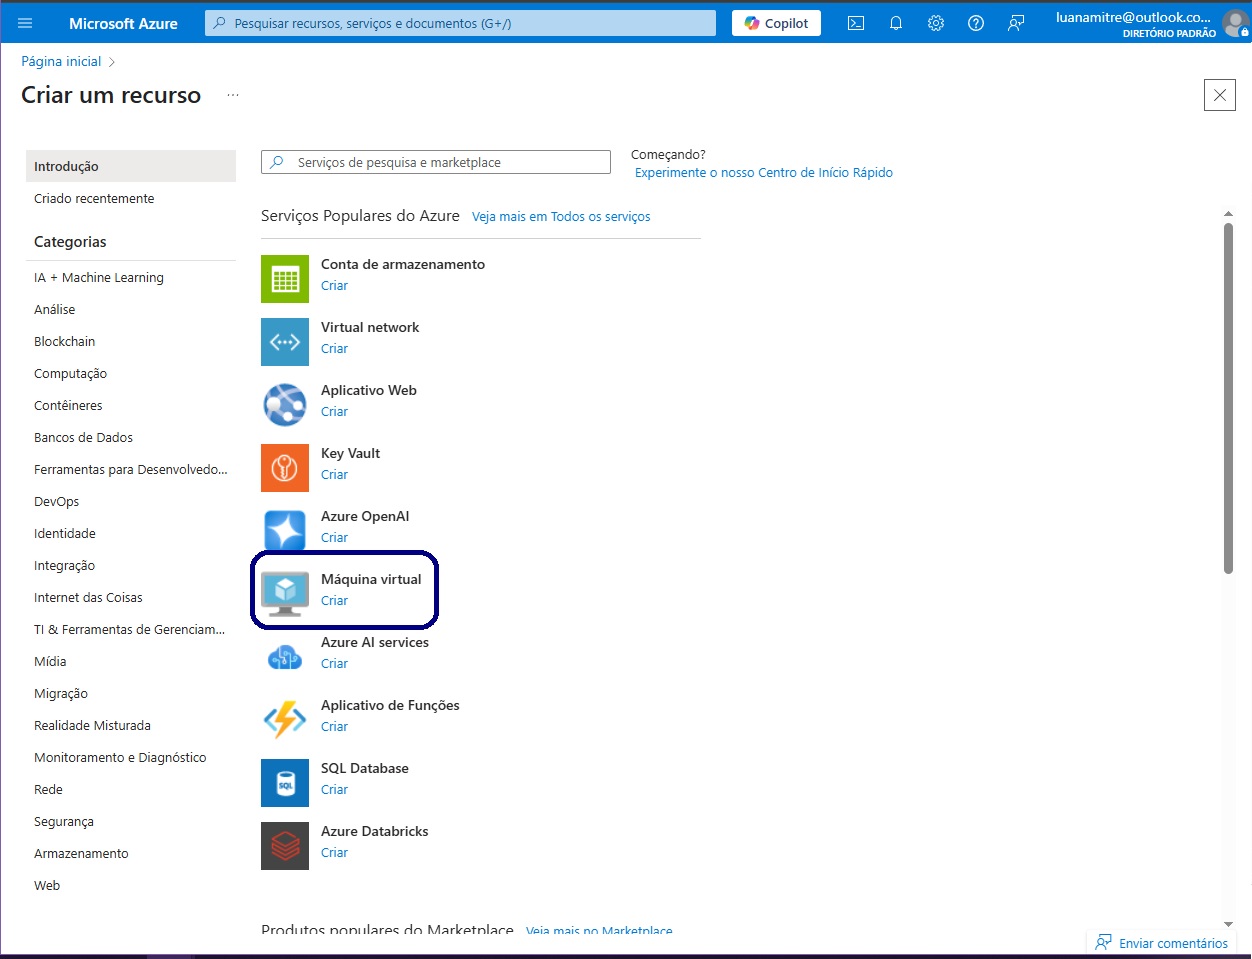 Microsoft Azure
Pesquisar recursos, serviços e documentos (G+/)
Copilot
luanamitre@outlook.co...
DIRETÓRIO PADRÃO
Página inicial
Criar um recurso
...
Introdução
Criado recentemente
Categorias
IA + Machine Learning
Análise
Blockchain
Computação
Contêineres
Bancos de Dados
Ferramentas para Desenvolvedo...
DevOps
Identidade
Integração
Internet das Coisas
TI & Ferramentas de Gerenciam...
Mídia
Migração
Realidade Misturada
Monitoramento e Diagnóstico
Rede
Segurança
Armazenamento
Web
Serviços de pesquisa e marketplace
Começando?
Experimente o nosso Centro de Início Rápido
Serviços Populares do Azure Veja mais em Todos os serviços
Conta de armazenamento
Criar
Virtual network
Criar
Aplicativo Web
Criar
Key Vault
Criar
Azure OpenAI
Criar
Máquina virtual
Criar
Azure AI services
Criar
Aplicativo de Funções
Criar
SQL
SQL Database
Criar
Azure Databricks
Criar
Produtos populares do Marketplace Veja mais no Marketplace
Enviar comentários